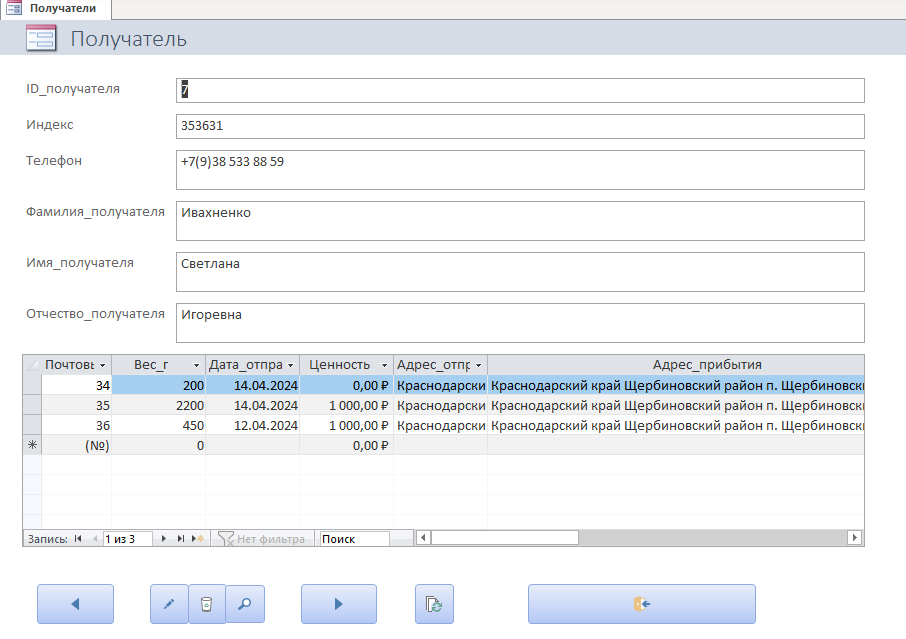 Получатели
Получатель
ID_получателя 7
Индекс 353631
Телефон +7(9)38 533 88 59
Фамилия_получателя Ивахненко
Имя_получателя Светлана
Отчество_получателя Игоревна
Почтовы Вес_г Дата_отпра Ценность Адрес_отпр Адрес_прибытия
34 200 14.04.2024 0,00 ₽ Краснодарски Краснодарский край Щербиновский район п. Щербиновск
35 2200 14.04.2024 1 000,00 ₽ Краснодарски Краснодарский край Щербиновский район п. Щербиновск
36 450 12.04.2024 1 000,00 ₽ Краснодарски Краснодарский край Щербиновский район п. Щербиновск
(№) 0 0,00 ₽
Запись: 1 из 3 Нет фильтра Поиск